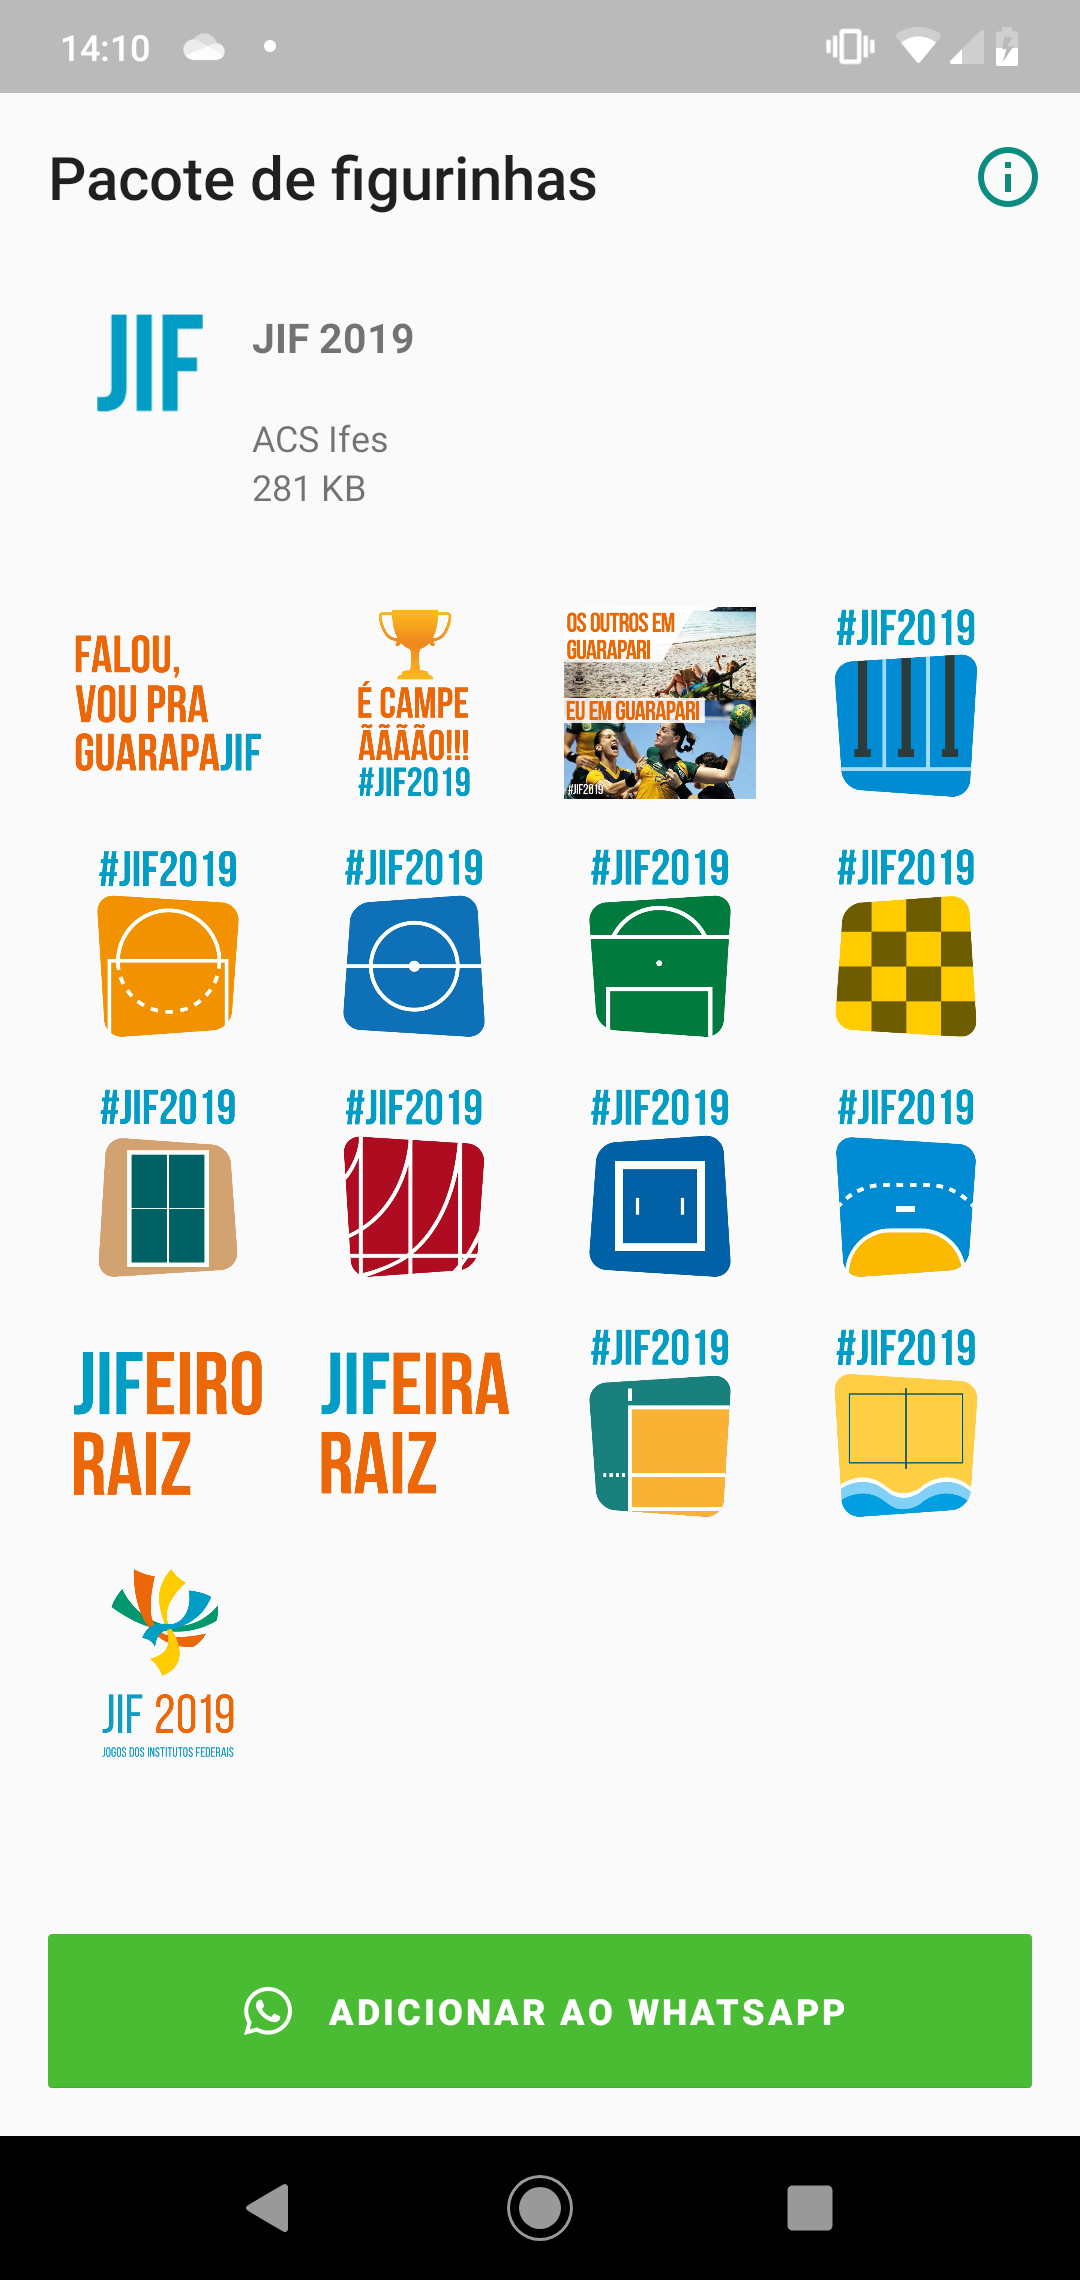 14:10
Pacote de figurinhas
JIF
JIF 2019
ACS Ifes
281 KB
FALOU,
VOU PRA
GUARAPAJIF
É CAMPE
ÃÃÃÃO!!!
#JIF2019
OS OUTROS EM
GUARAPARI
EU EM GUARAPARI
#JIF2019
#JIF2019
#JIF2019
#JIF2019
#JIF2019
#JIF2019
#JIF2019
#JIF2019
#JIF2019
#JIF2019
JIFEIRO
RAIZ
JIFEIRA
RAIZ
#JIF2019
#JIF2019
JIF 2019
JOGOS DOS INSTITUTOS FEDERAIS
ADICIONAR AO WHATSAPP